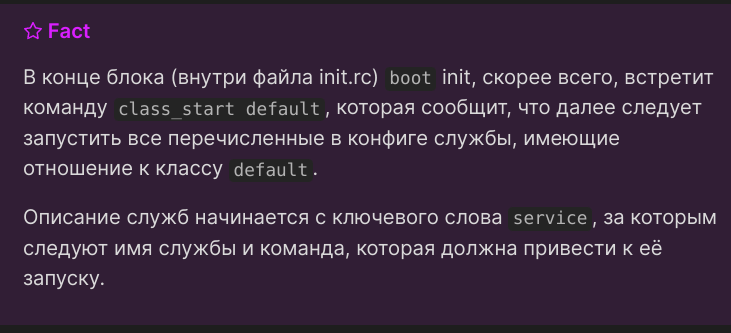 Fact
В конце блока (внутри файла init.rc) boot init, скорее всего, встретит
команду class_start default, которая сообщит, что далее следует
запустить все перечисленные в конфиге службы, имеющие
отношение к классу default.
Описание служб начинается с ключевого слова service, за которым
следуют имя службы и команда, которая должна привести к её
запуску.